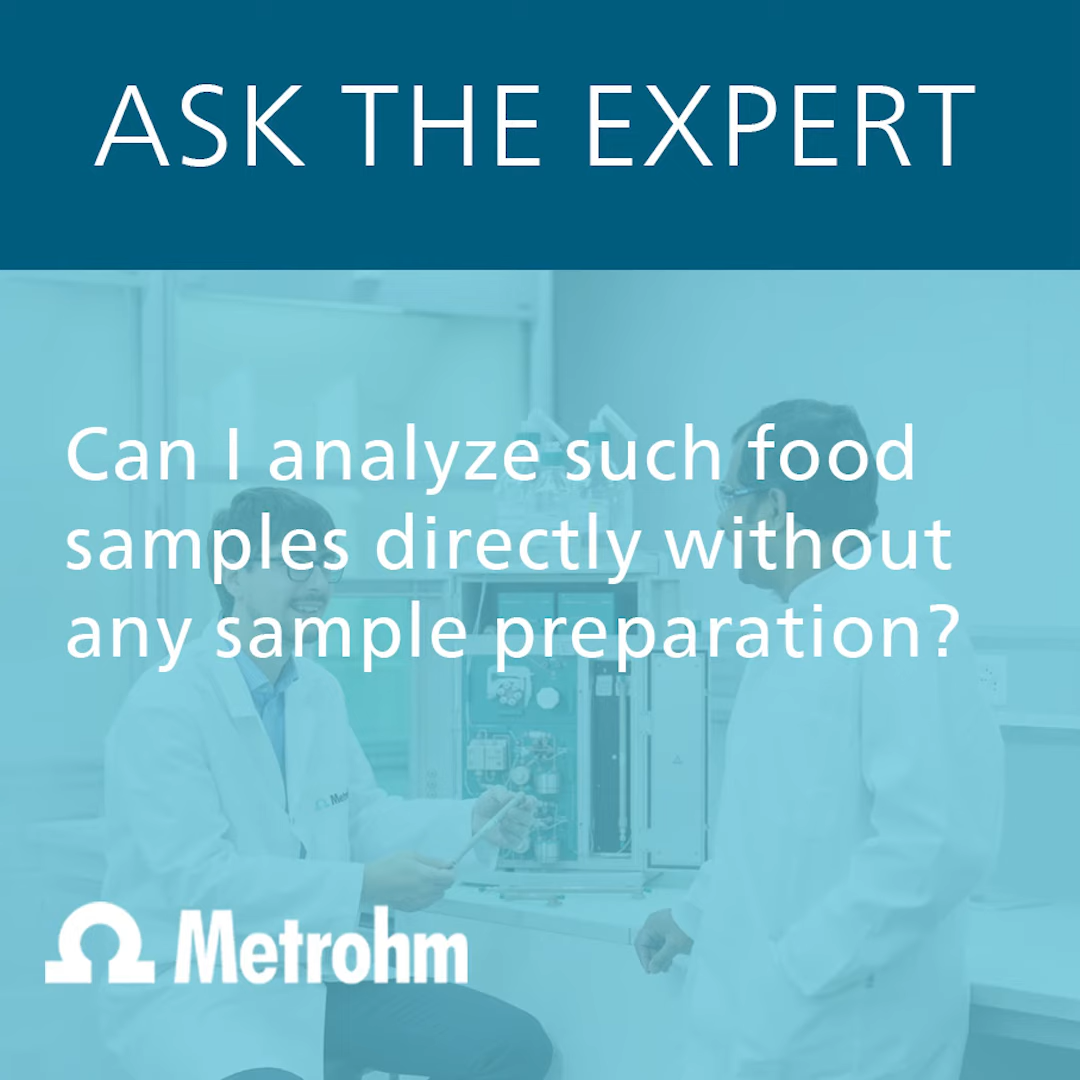 ASK THE EXPERT
Can I analyze such food
samples directly without
any sample preparation?
Metrohm